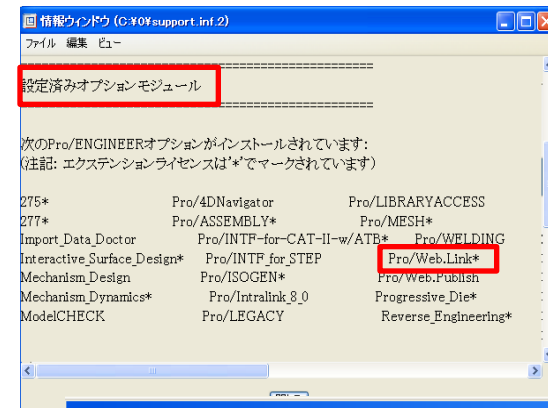 情報ウィンドウ (C:¥0¥support.inf.2)
ファイル 編集 ビュー
設定済みオプションモジュール
次のPro/ENGINEERオプションがインストールされています:
(注記: エクステンションライセンスは'*'でマークされています)
275* Pro/4DNavigator Pro/LIBRARYACCESS
277* Pro/ASSEMBLY* Pro/MESH*
Import_Data_Doctor Pro/INTF-for-CAT-II-w/ATB* Pro/WELDING
Interactive_Surface_Design* Pro/INTF_for_STEP Pro/Web.Link*
Mechanism_Design Pro/ISOGEN* Pro/Web.Publish
Mechanism_Dynamics* Pro/Intralink_8_0 Progressive_Die*
ModelCHECK Pro/LEGACY Reverse_Engineering*